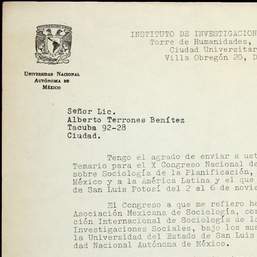 INSTITUTO DE INVESTIGACION
Torre de Humanidades,
Ciudad Universitar
Villa Obregón 20, D
UNIVERSIDAD NACIONAL
AUTÓNOMA DE
MÉXICO
Señor Lic.
Alberto Terrones Benítez
Tacuba 92-28
Ciudad.
Tengo el agrado de enviar a ust
Temario para el X Congreso Nacional de
sobre Sociología de la Planificación,
México y a la América Latina y el que
de San Luis Potosí del 2 al 6 de novie
El Congreso a que me refiero he
Asociación Mexicana de Sociología, con
ción Internacional de Sociología de lo
Investigaciones Sociales, bajo los aus
la Universidad del Estado de San Luis
dad Nacional Autónoma de México.